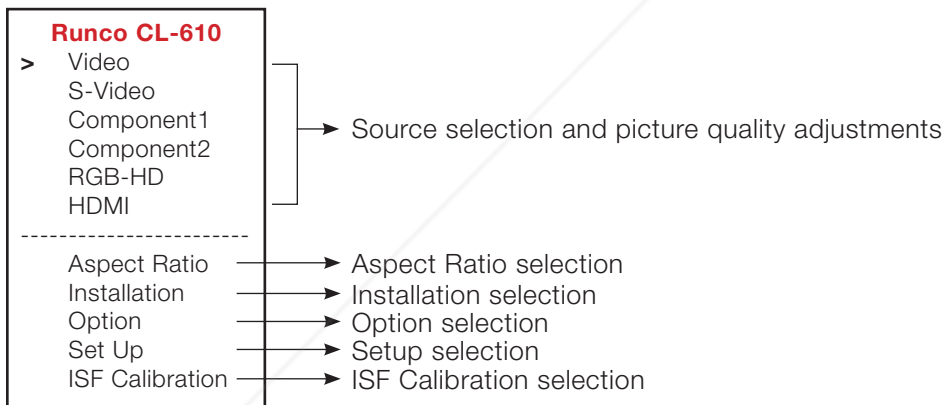 Runco CL-610
> Video
S-Video
Component1
Component2
RGB-HD
HDMI
Source selection and picture quality adjustments
-------------------------
Aspect Ratio Aspect Ratio selection
Installation Installation selection
Option Option selection
Set Up Setup selection
ISF Calibration ISF Calibration selection